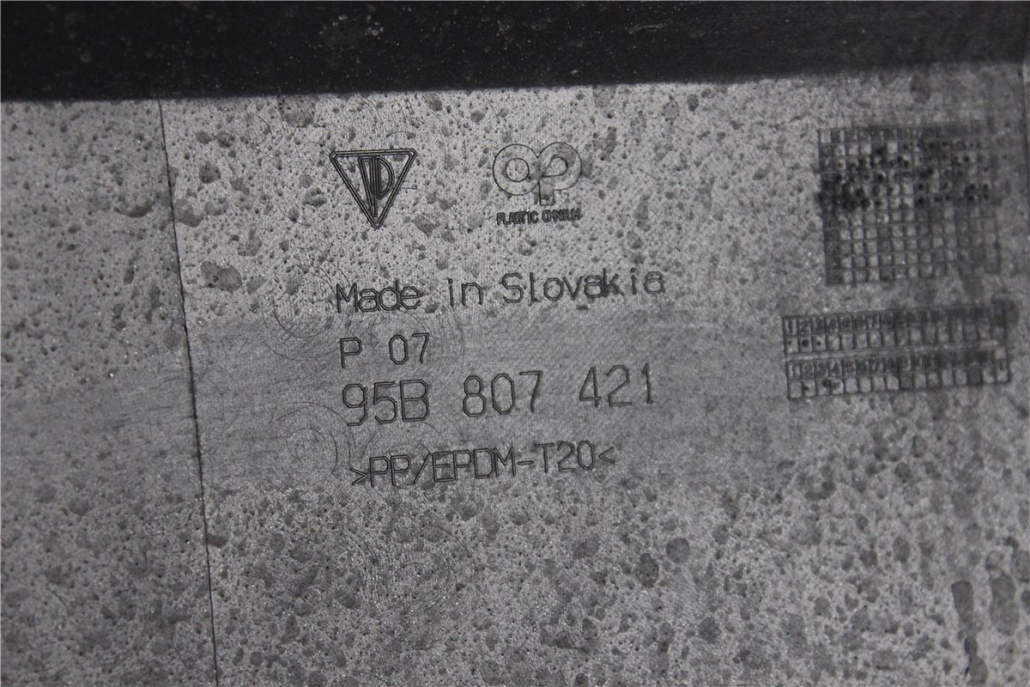 PLASTIC OMNIUM
Made in Slovakia
P 07
95B 807 421
>PP/EPDM-T20<